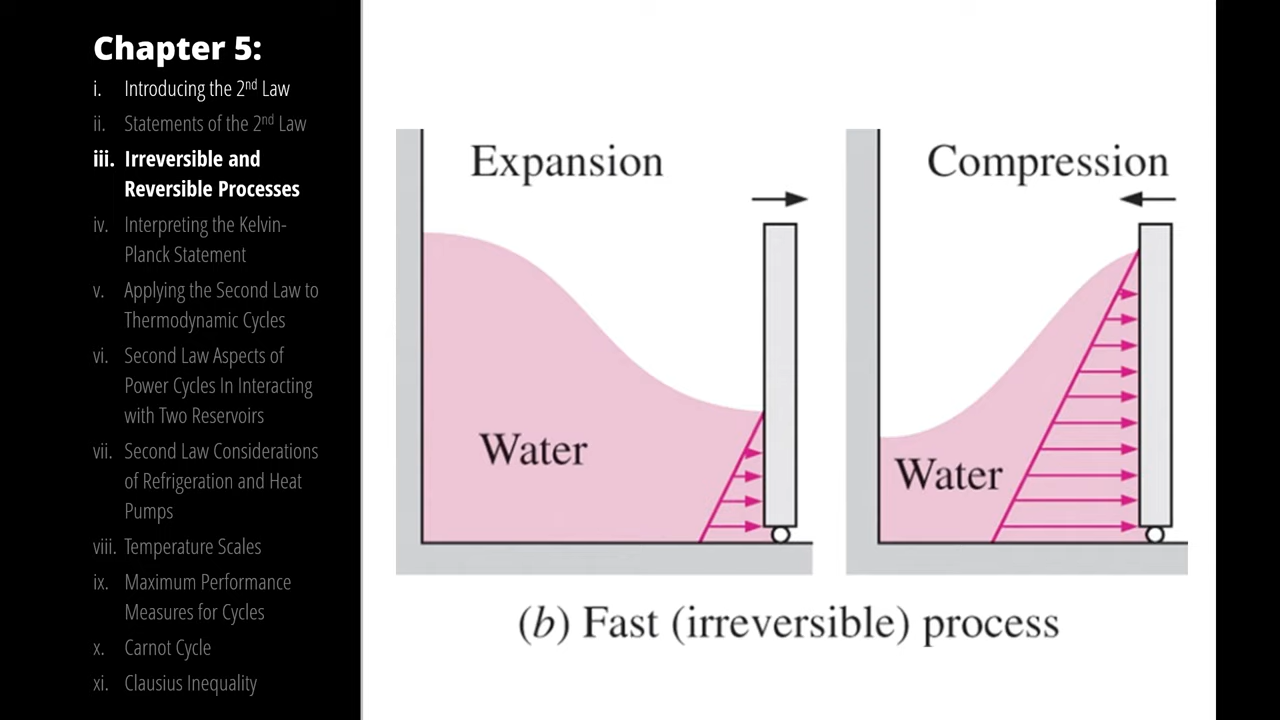 Chapter 5:
i. Introducing the 2nd Law
ii. Statements of the 2nd Law
iii. Irreversible and
Reversible Processes
iv. Interpreting the Kelvin-
Planck Statement
v. Applying the Second Law to
Thermodynamic Cycles
vi. Second Law Aspects of
Power Cycles In Interacting
with Two Reservoirs
vii. Second Law Considerations
of Refrigeration and Heat
Pumps
viii. Temperature Scales
ix. Maximum Performance
Measures for Cycles
x. Carnot Cycle
xi. Clausius Inequality
Expansion
Water
Compression
Water
(b) Fast (irreversible) process